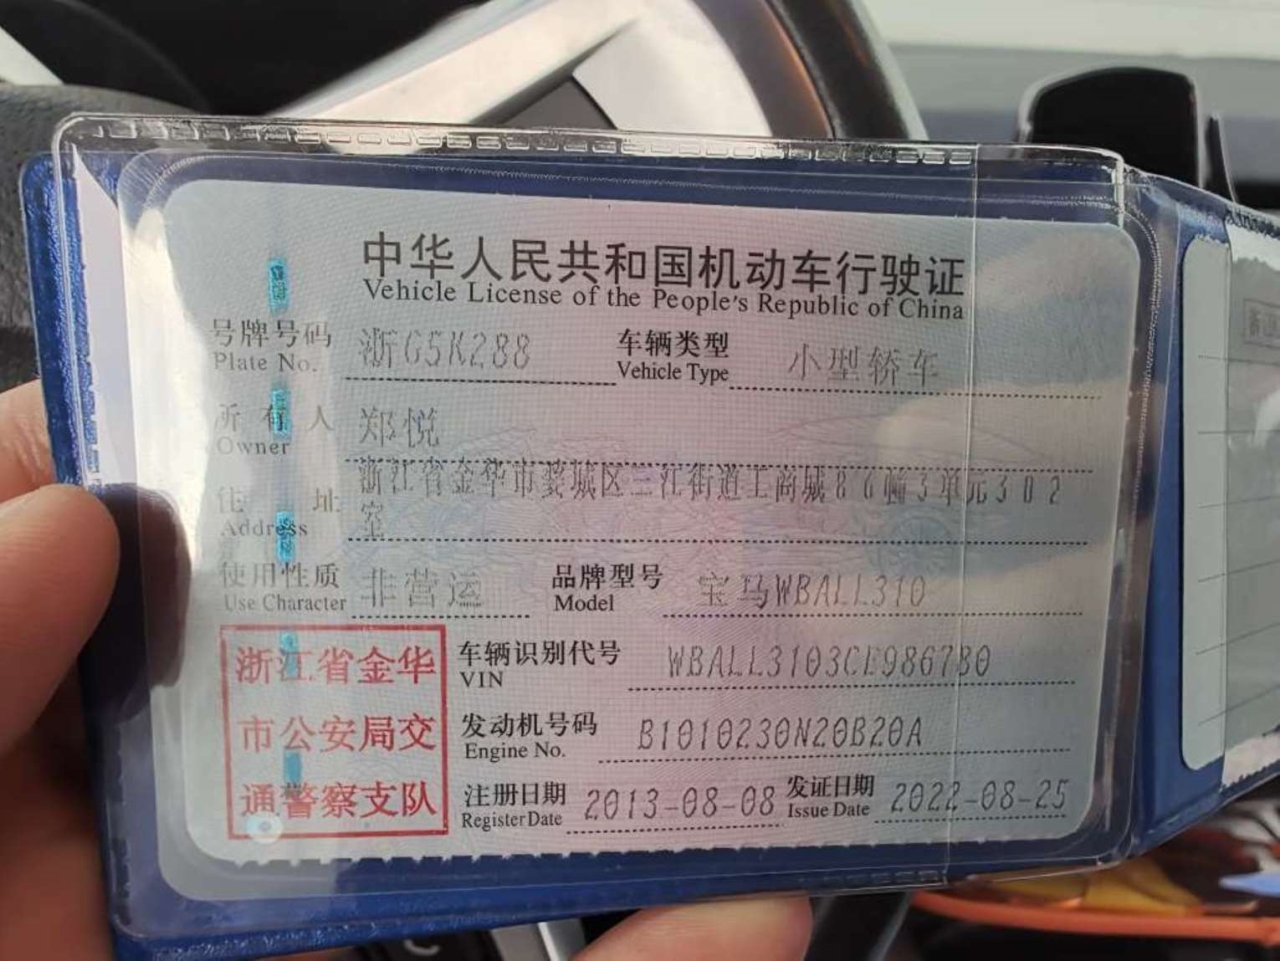 中华人民共和国机动车行驶证
Vehicle License of the People's Republic of China
号牌号码 浙G5K288 车辆类型 小型轿车
Plate No. Vehicle Type
所有人 郑悦
Owner
浙江省金华市婺城区三江街道工商城86幢3单元302
住址 室
Address
使用性质 非营运 品牌型号 宝马WBALL310
Use Character Model
浙江省金华
市公安局交
通警察支队
车辆识别代号 WBALL3103CE986780
VIN
发动机号码 B1010230N20B20A
Engine No.
注册日期 2013-08-08 发证日期 2022-08-25
Register Date Issue Date